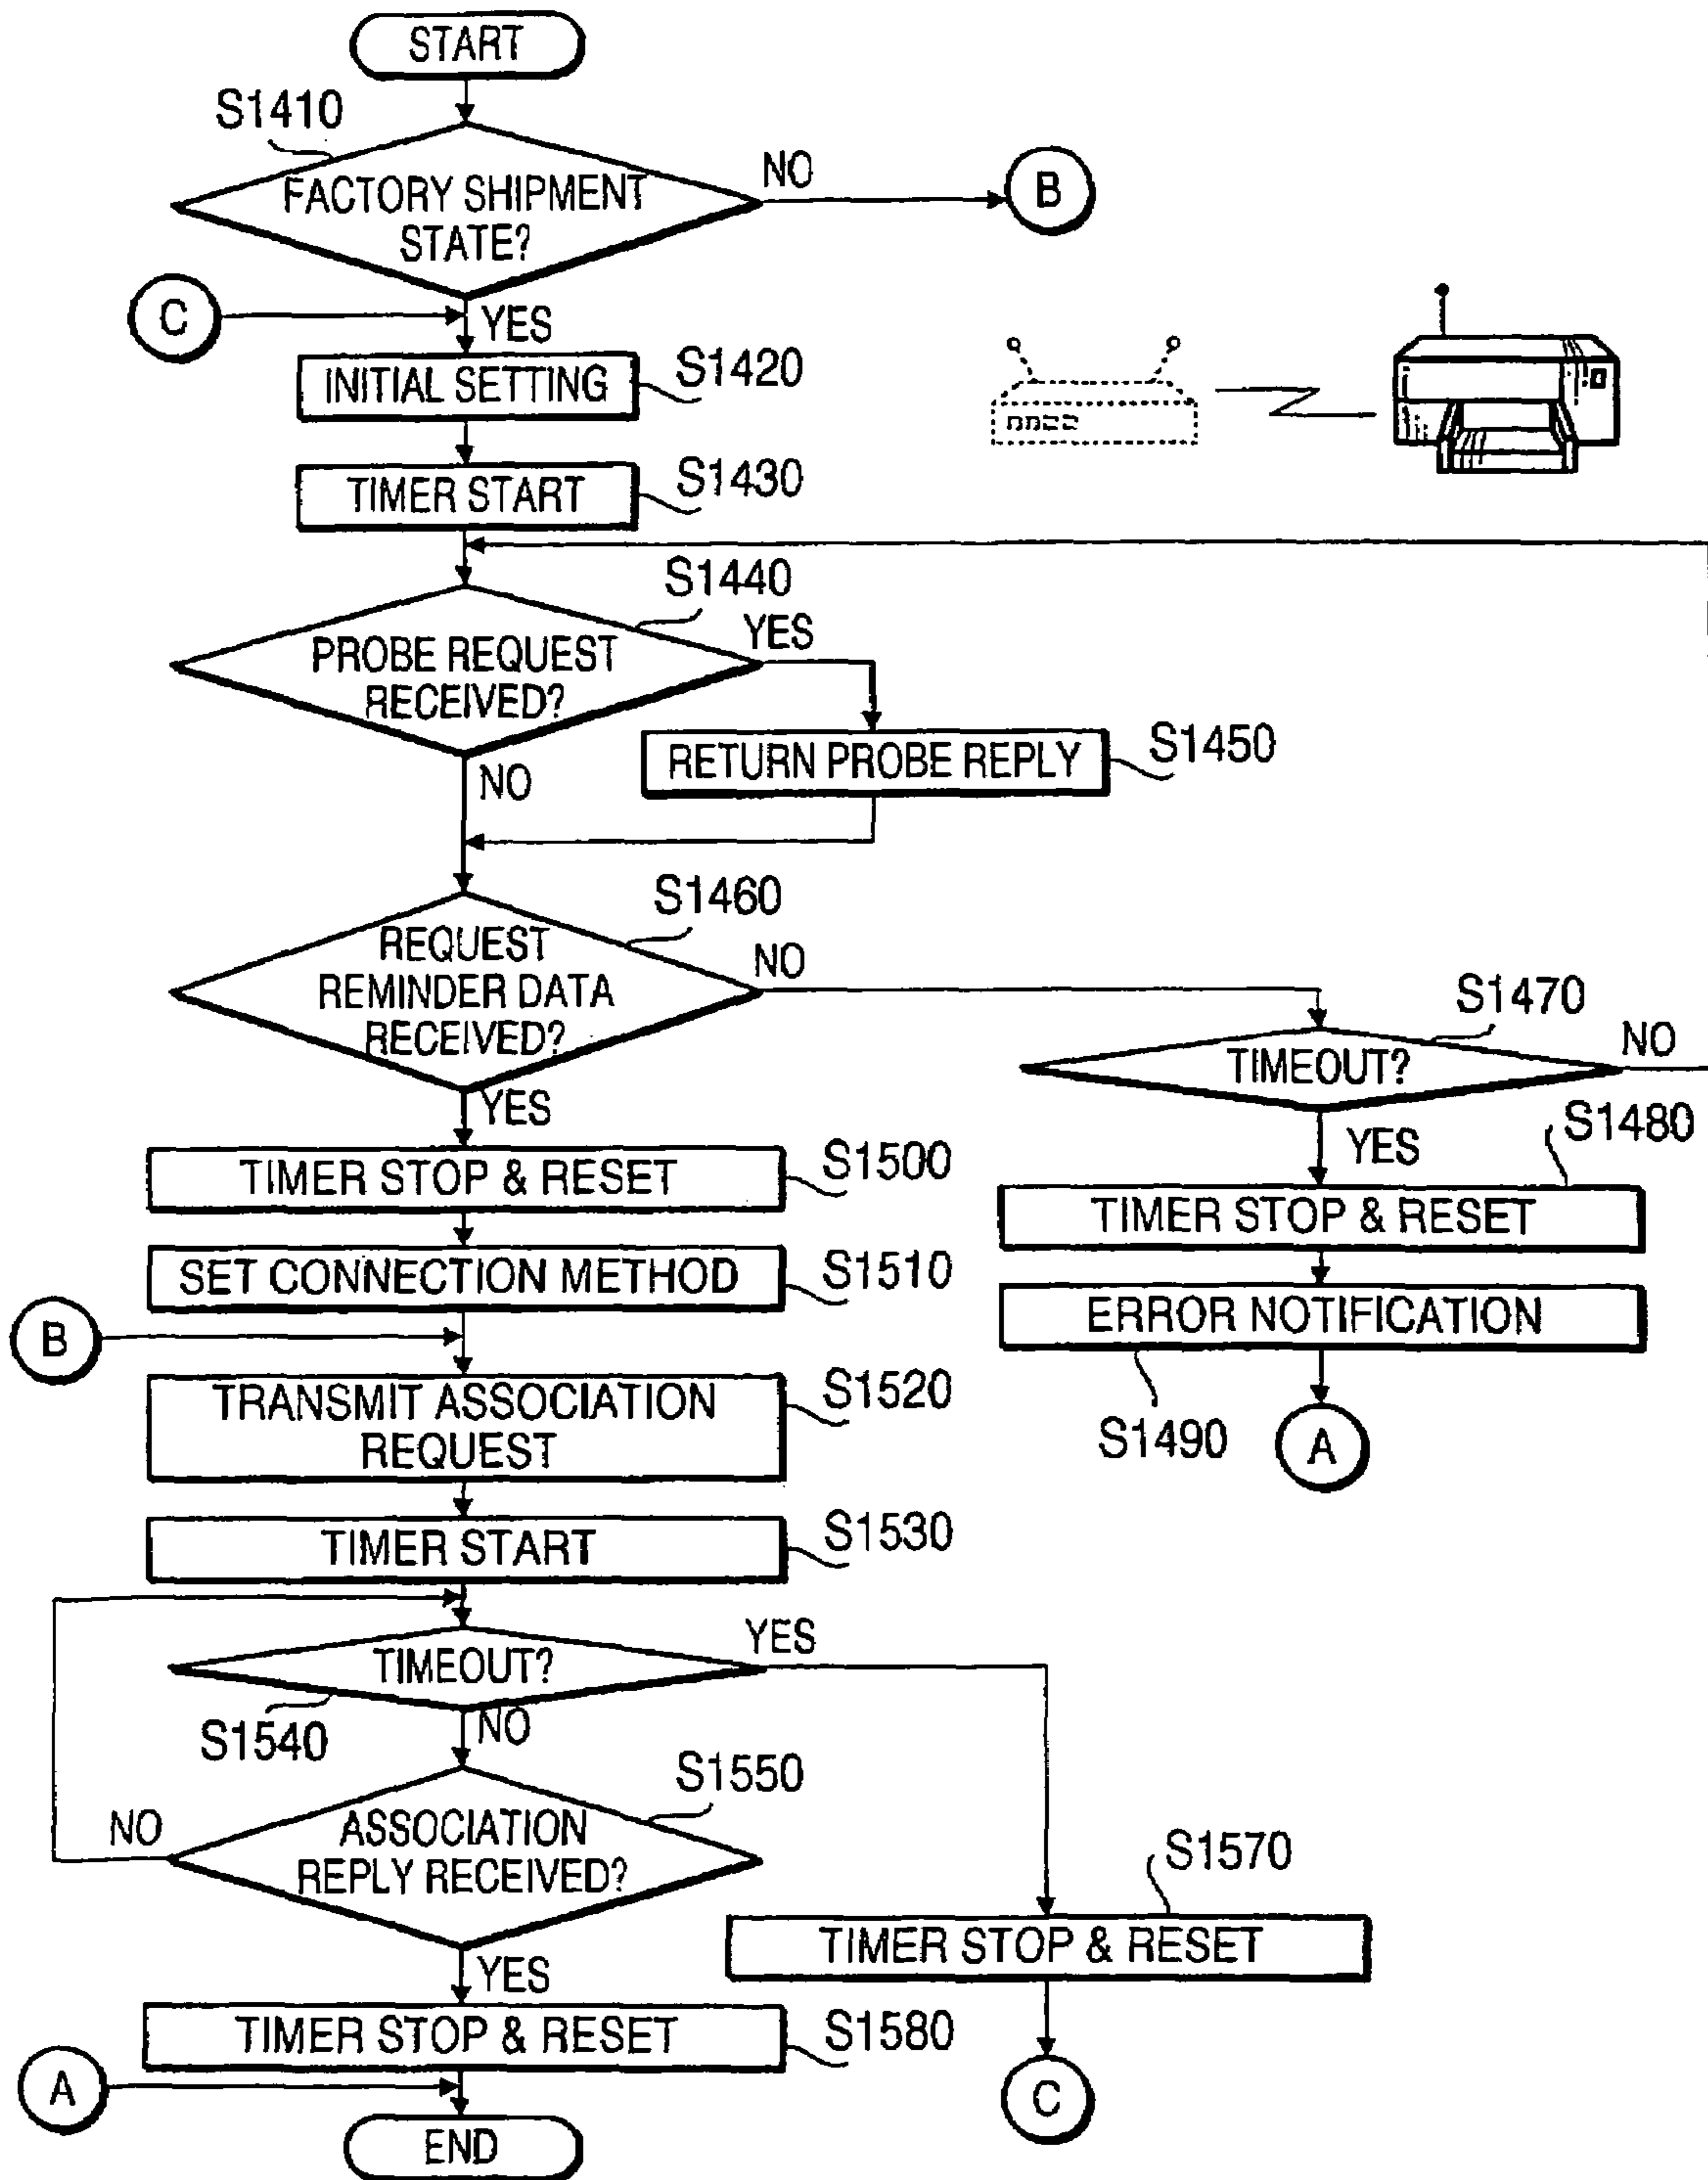 START
S1410
FACTORY SHIPMENT
STATE?
NO
B
C
YES
INITIAL SETTING
S1420
TIMER START
S1430
S1440
PROBE REQUEST
RECEIVED?
YES
RETURN PROBE REPLY
S1450
NO
S1460
REQUEST
REMINDER DATA
RECEIVED?
NO
S1470
TIMEOUT?
NO
YES
YES
S1480
TIMER STOP & RESET
S1500
TIMER STOP & RESET
SET CONNECTION METHOD
S1510
ERROR NOTIFICATION
B
TRANSMIT ASSOCIATION
REQUEST
S1520
S1490
A
TIMER START
S1530
TIMEOUT?
YES
S1540
NO
S1550
ASSOCIATION
REPLY RECEIVED?
NO
S1570
TIMER STOP & RESET
YES
TIMER STOP & RESET
S1580
A
C
END